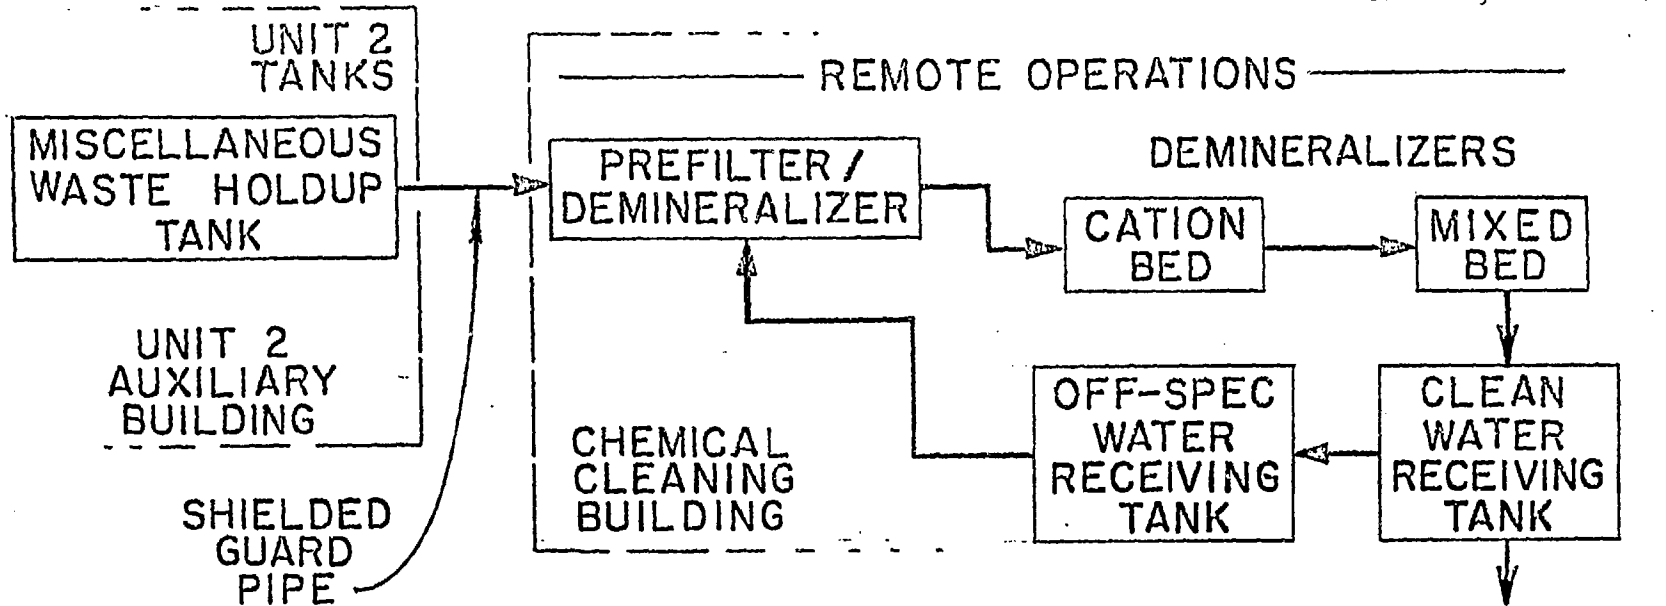 UNIT 2
TANKS
REMOTE OPERATIONS
MISCELLANEOUS
WASTE HOLDUP
TANK
PREFILTER /
DEMINERALIZER
DEMINERALIZERS
CATION
BED
MIXED
BED
UNIT 2
AUXILIARY
BUILDING
OFF-SPEC
WATER
RECEIVING
TANK
CLEAN
WATER
RECEIVING
TANK
CHEMICAL
CLEANING
BUILDING
SHIELDED
GUARD
PIPE